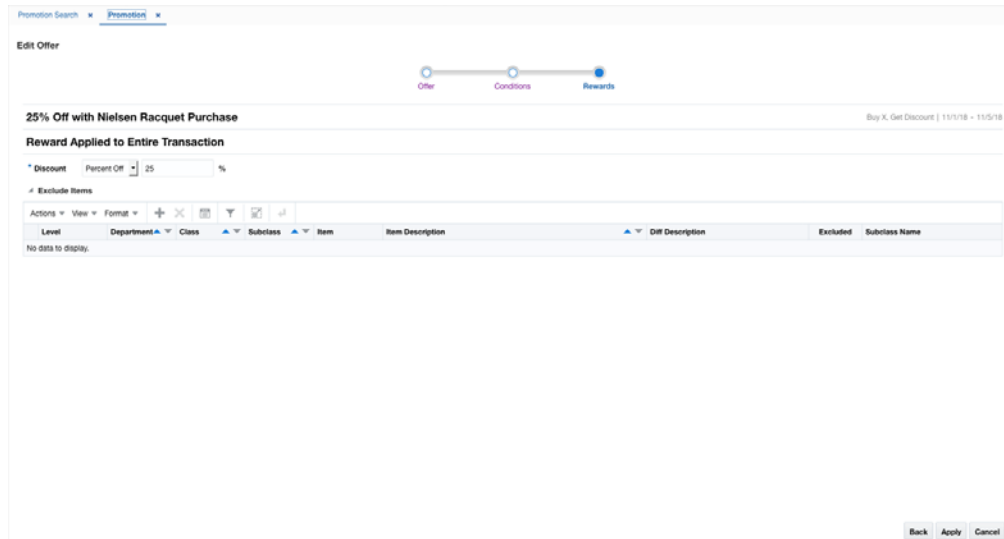 Promotion Search × Promotion ×
Edit Offer
Offer Conditions Rewards
25% Off with Nielsen Racquet Purchase Buy X, Get Discount | 11/1/18 - 11/5/18
Reward Applied to Entire Transaction
* Discount Percent Off 25 %
Exclude Items
Actions View Format
Level Department Class Subclass Item Item Description Diff Description Excluded Subclass Name
No data to display.
Back Apply Cancel